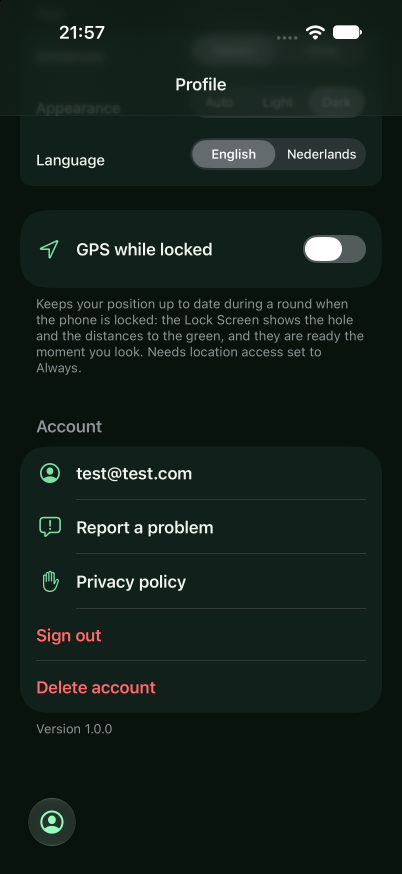 21:57
Profile
Appearance
Auto Light Dark
Language
English Nederlands
GPS while locked
Keeps your position up to date during a round when
the phone is locked: the Lock Screen shows the hole
and the distances to the green, and they are ready the
moment you look. Needs location access set to
Always.
Account
test@test.com
Report a problem
Privacy policy
Sign out
Delete account
Version 1.0.0